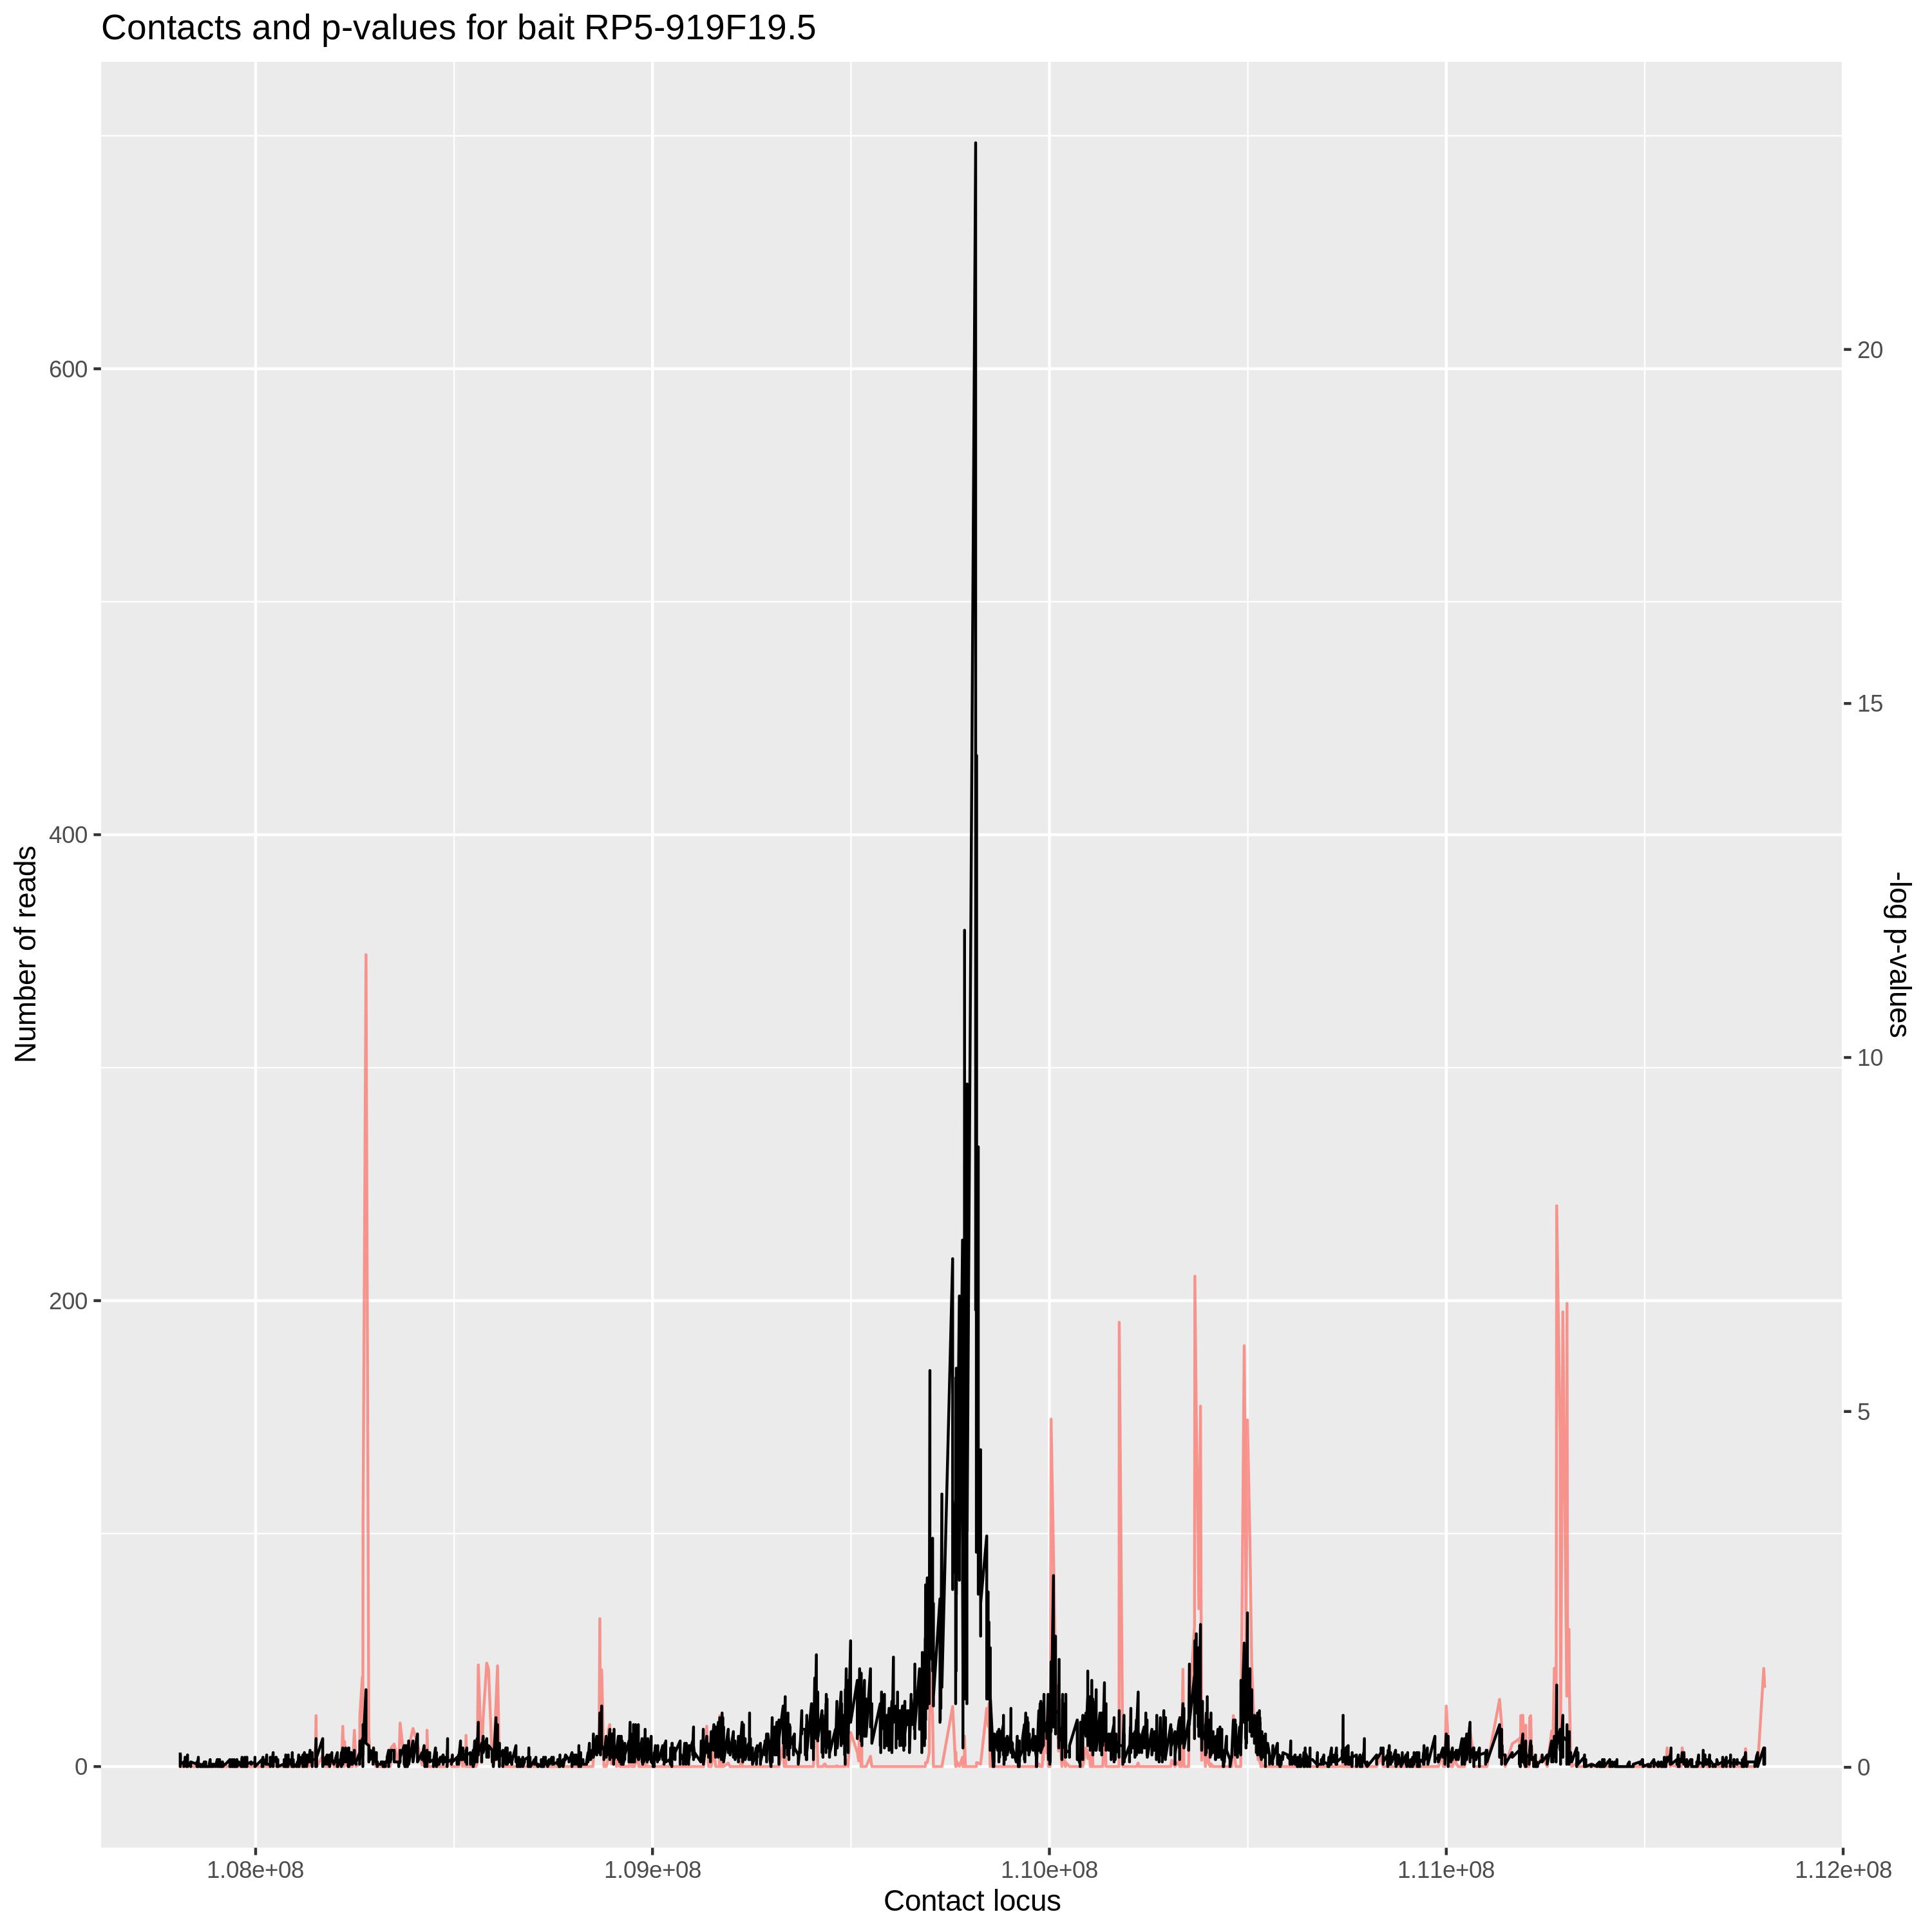 Contacts and p-values for bait RP5-919F19.5
Number of reads
600
400
200
0
20
15
10
5
0
-log p-values
1.08e+08
1.09e+08
1.10e+08
1.11e+08
1.12e+08
Contact locus